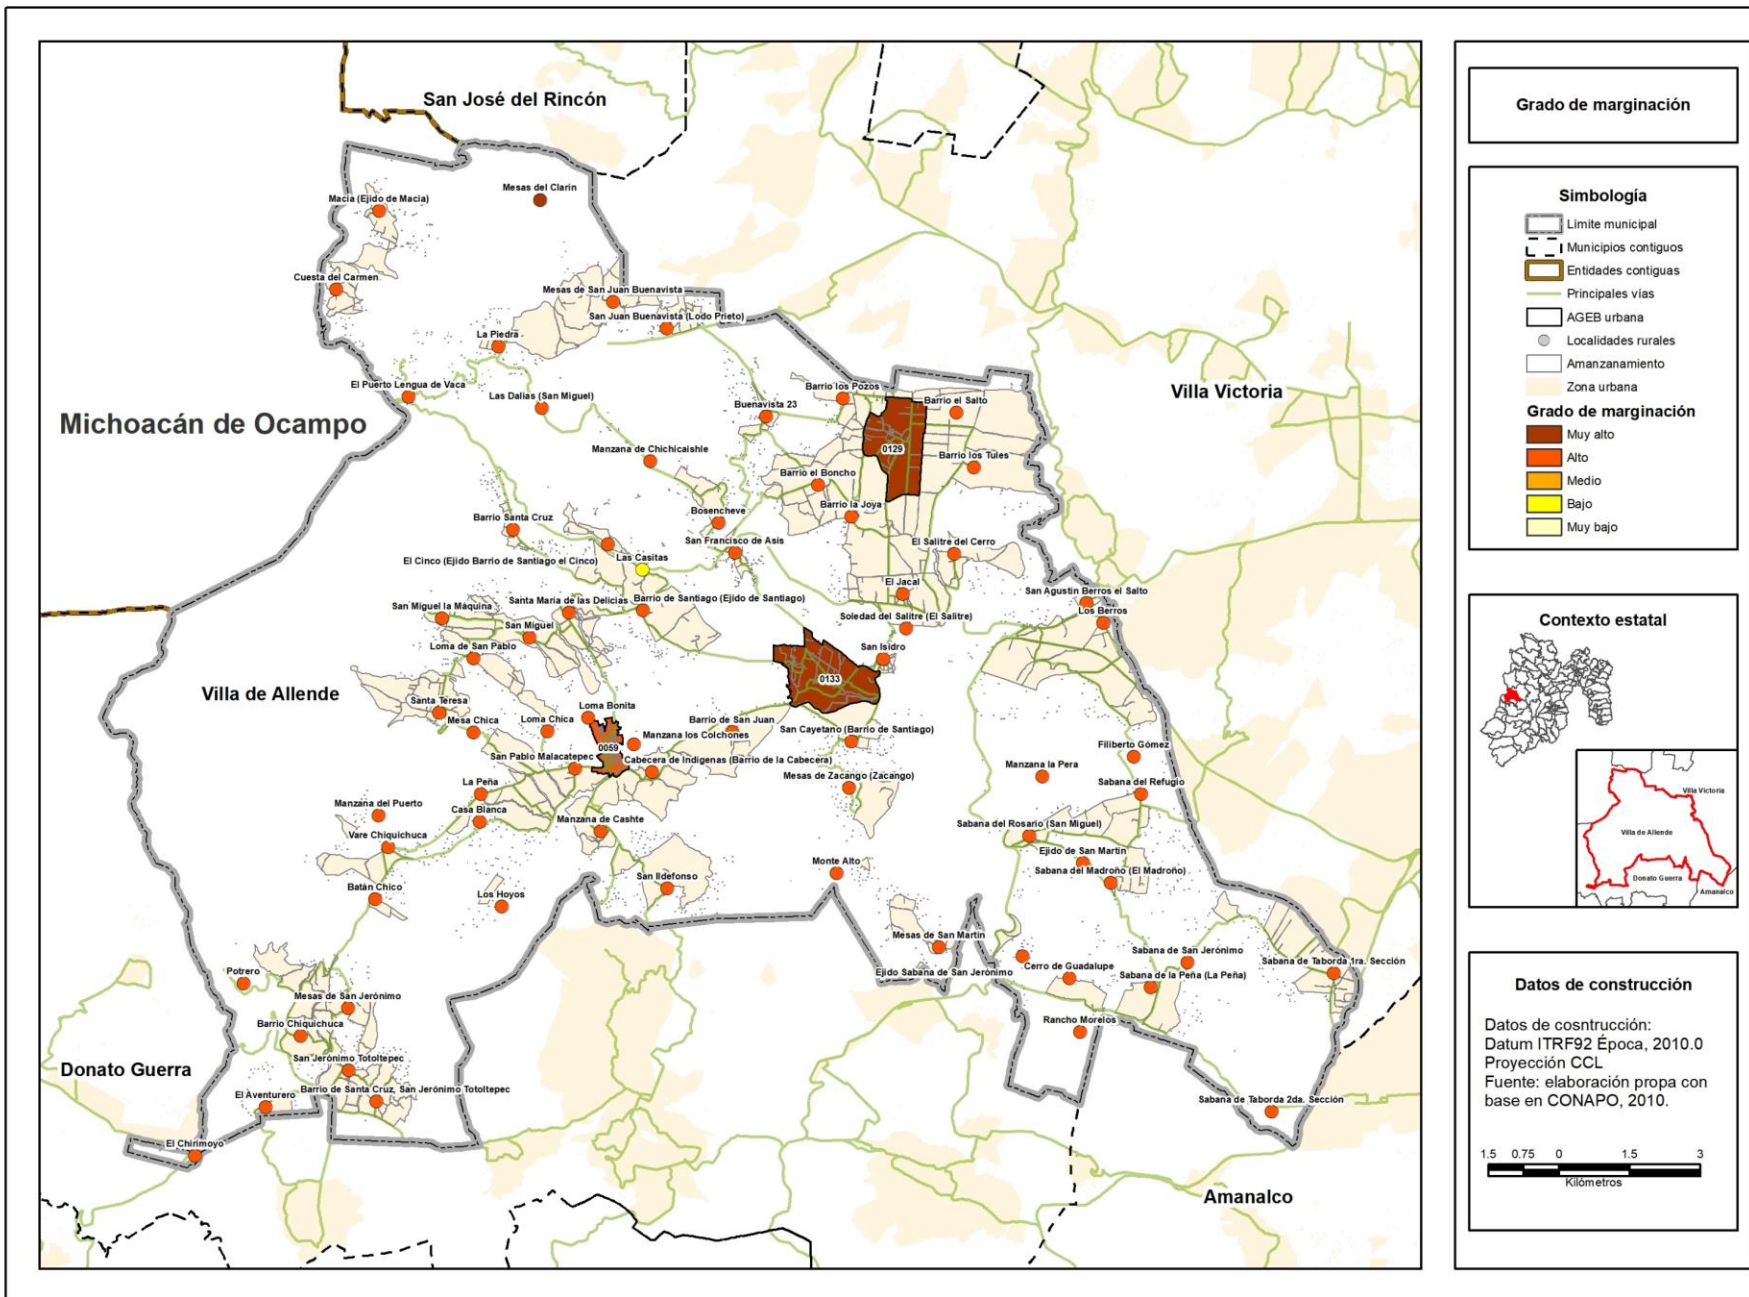 San José del Rincón
Mesas del Clarín
Macia (Ejido de Macia)
Cuesta del Carmen
Mesas de San Juan Buenavista
San Juan Buenavista (Lodo Prieto)
La Piedra
El Puerto Lengua de Vaca
Las Dalias (San Miguel)
Barrio los Pozos
Buenavista 23
Barrio el Salto
Villa Victoria
Michoacán de Ocampo
Manzana de Chichicaishle
0129
Barrio los Tules
Barrio el Boncho
Barrio la Joya
Bosencheve
Barrio Santa Cruz
San Francisco de Asis
El Salitre del Cerro
El Cinco (Ejido Barrio de Santiago el Cinco)
Las Casitas
El Jacal
San Agustin Berros el Salto
San Miguel la Máquina
Santa María de las Delicias
Barrio de Santiago (Ejido de Santiago)
Soledad del Salitre (El Salitre)
Los Berros
San Miguel
Loma de San Pablo
San Isidro
0133
Villa de Allende
Santa Teresa
Mesa Chica
Loma Chica
Loma Bonita
Barrio de San Juan
Manzana los Colchones
San Cayetano (Barrio de Santiago)
0059
Filiberto Gómez
San Pablo Malacatepec
Cabecera de Indígenas (Barrio de la Cabecera)
Mesas de Zacango (Zacango)
Manzana la Pera
Sabana del Refugio
La Peña
Manzana del Puerto
Casa Blanca
Manzana de Cashte
Sabana del Rosario (San Miguel)
Vare Chiquichuca
Ejido de San Martín
Monte Alto
Sabana del Madroño (El Madroño)
San Ildefonso
Batán Chico
Los Hoyos
Mesas de San Martín
Sabana de San Jerónimo
Sabana de Taborda 1ra. Sección
Cerro de Guadalupe
Ejido Sabana de San Jerónimo
Sabana de la Peña (La Peña)
Potrero
Mesas de San Jerónimo
Rancho Morelos
Barrio Chiquichuca
San Jerónimo Totoltepec
Donato Guerra
Barrio de Santa Cruz, San Jerónimo Totoltepec
El Aventurero
Sabana de Taborda 2da. Sección
El Chirimoyo
Amanalco
Grado de marginación
Simbología
Límite municipal
Municipios contiguos
Entidades contiguas
Principales vías
AGEB urbana
Localidades rurales
Amanzanamiento
Zona urbana
Grado de marginación
Muy alto
Alto
Medio
Bajo
Muy bajo
Contexto estatal
Villa Victoria
Villa de Allende
Donato Guerra
Amanalco
Datos de construcción
Datos de cosntrucción:
Datum ITRF92 Época, 2010.0
Proyección CCL
Fuente: elaboración propa con
base en CONAPO, 2010.
1.5 0.75 0 1.5 3
Kilómetros